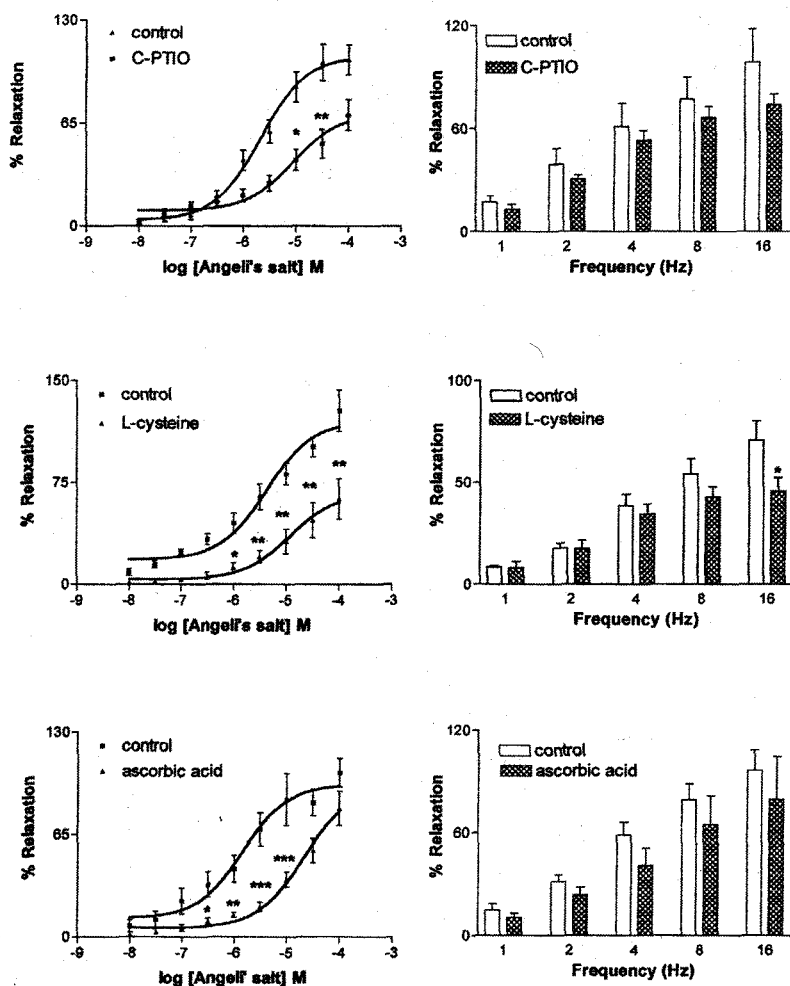 130
control
C-PTIO
% Relaxation
65
*
**
0
-9 -8 -7 -6 -5 -4 -3
log [Angeli's salt] M
120
control
C-PTIO
% Relaxation
60
0
1 2 4 8 16
Frequency (Hz)
150
control
L-cysteine
% Relaxation
75
**
**
**
**
*
0
-9 -8 -7 -6 -5 -4 -3
log [Angeli's salt] M
100
control
L-cysteine
% Relaxation
50
*
0
1 2 4 8 16
Frequency (Hz)
130
control
ascorbic acid
% Relaxation
65
***
***
**
*
0
-9 -8 -7 -6 -5 -4 -3
log [Angeli' salt] M
120
control
ascorbic acid
% Relaxation
60
0
1 2 4 8 16
Frequency (Hz)